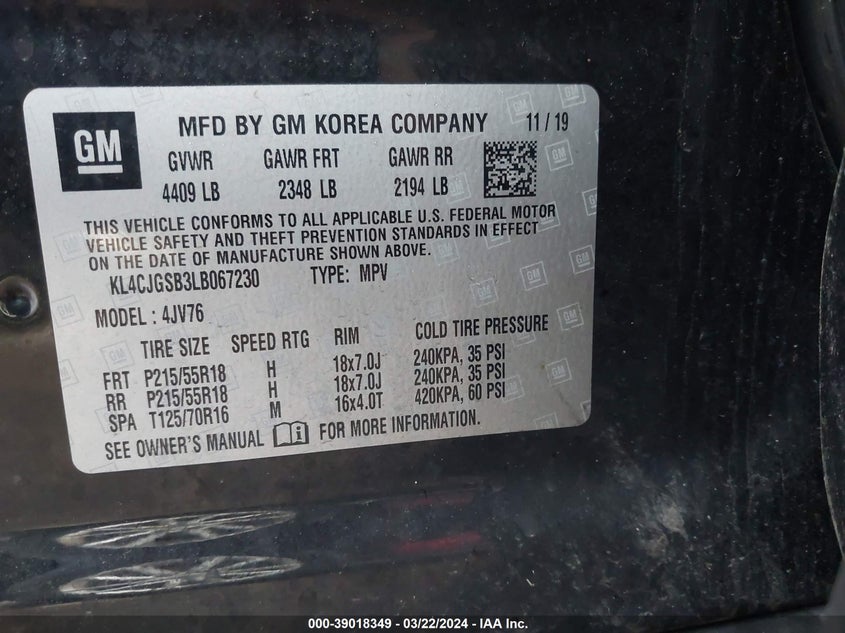 GM MFD BY GM KOREA COMPANY 11 / 19
GVWR GAWR FRT GAWR RR
4409 LB 2348 LB 2194 LB
THIS VEHICLE CONFORMS TO ALL APPLICABLE U.S. FEDERAL MOTOR
VEHICLE SAFETY AND THEFT PREVENTION STANDARDS IN EFFECT
ON THE DATE OF MANUFACTURE SHOWN ABOVE.
KL4CJGSB3LB067230 TYPE: MPV
MODEL : 4JV76
TIRE SIZE SPEED RTG RIM COLD TIRE PRESSURE
FRT P215/55R18 H 18x7.0J 240KPA, 35 PSI
RR P215/55R18 H 18x7.0J 240KPA, 35 PSI
SPA T125/70R16 M 16x4.0T 420KPA, 60 PSI
SEE OWNER'S MANUAL FOR MORE INFORMATION.
000-39018349 - 03/22/2024 - IAA Inc.